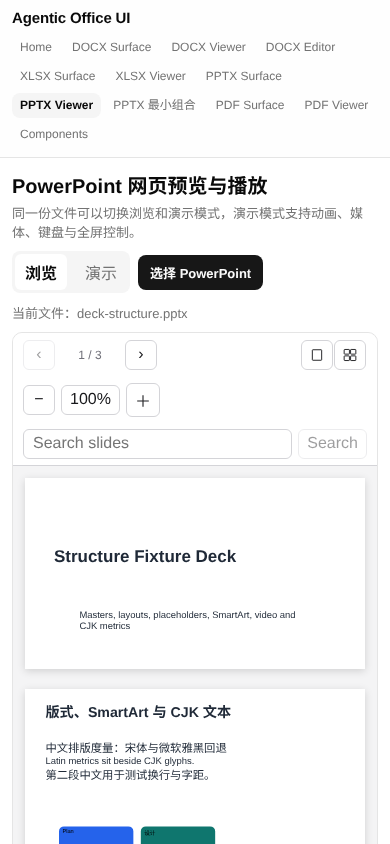 Agentic Office UI
Home DOCX Surface DOCX Viewer DOCX Editor
XLSX Surface XLSX Viewer PPTX Surface
PPTX Viewer PPTX 最小组合 PDF Surface PDF Viewer
Components
PowerPoint 网页预览与播放
同一份文件可以切换浏览和演示模式，演示模式支持动画、媒
体、键盘与全屏控制。
浏览 演示 选择 PowerPoint
当前文件：deck-structure.pptx
‹ 1 / 3 ›
− 100% +
Search slides Search
Structure Fixture Deck
Masters, layouts, placeholders, SmartArt, video and
CJK metrics
版式、SmartArt 与 CJK 文本
中文排版度量：宋体与微软雅黑回退
Latin metrics sit beside CJK glyphs.
第二段中文用于测试换行与字距。
Plan 设计